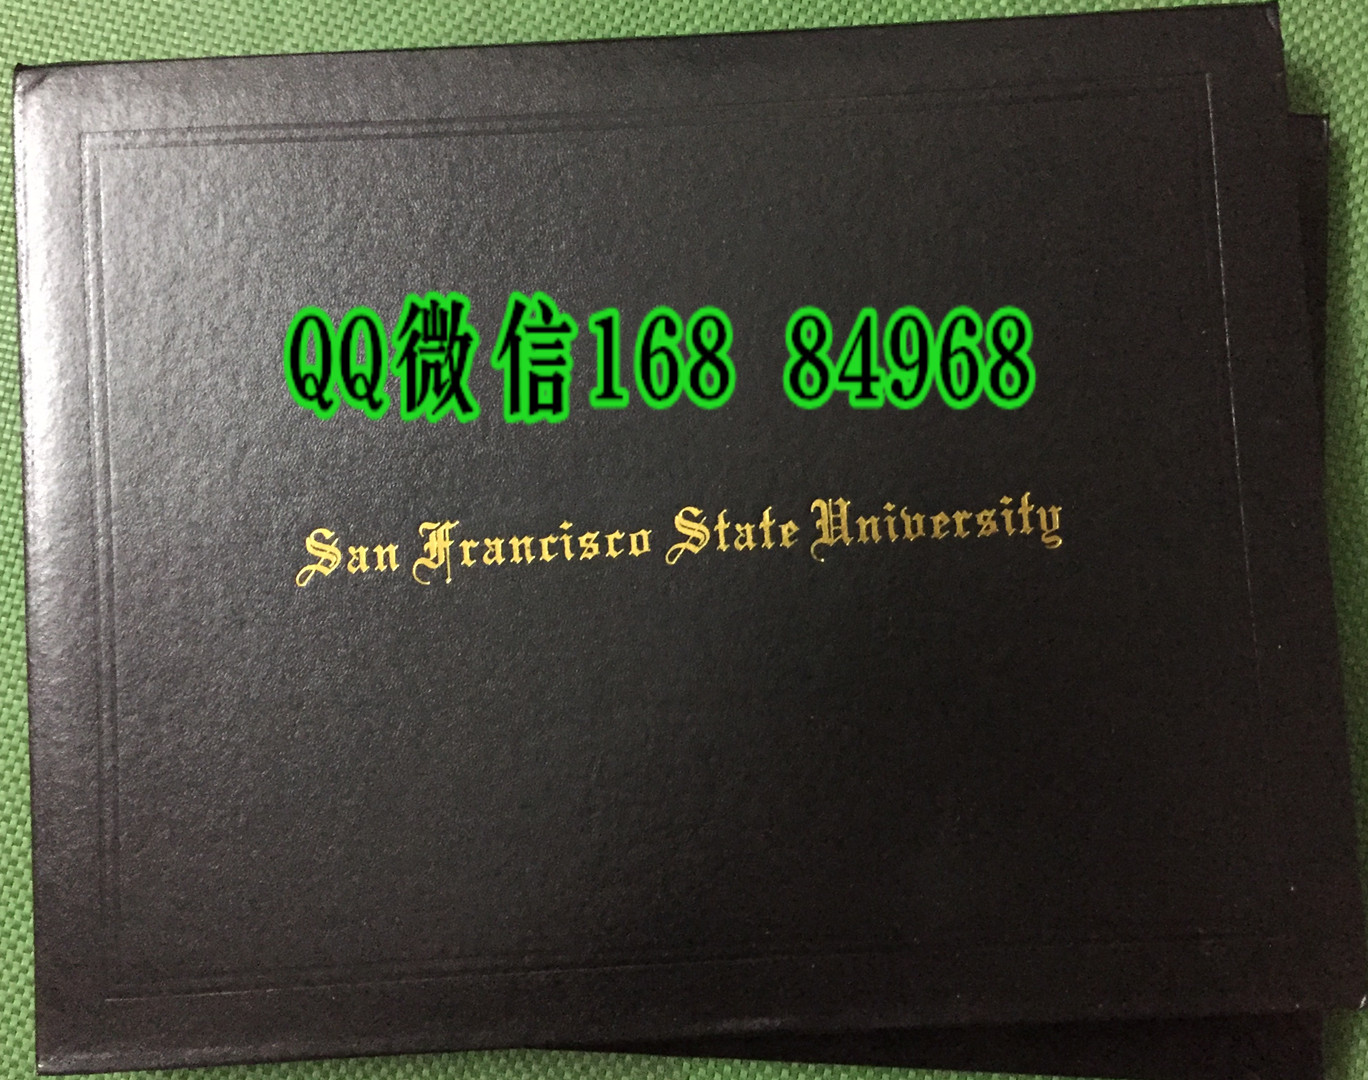 QQ微信168 84968
San Francisco State University